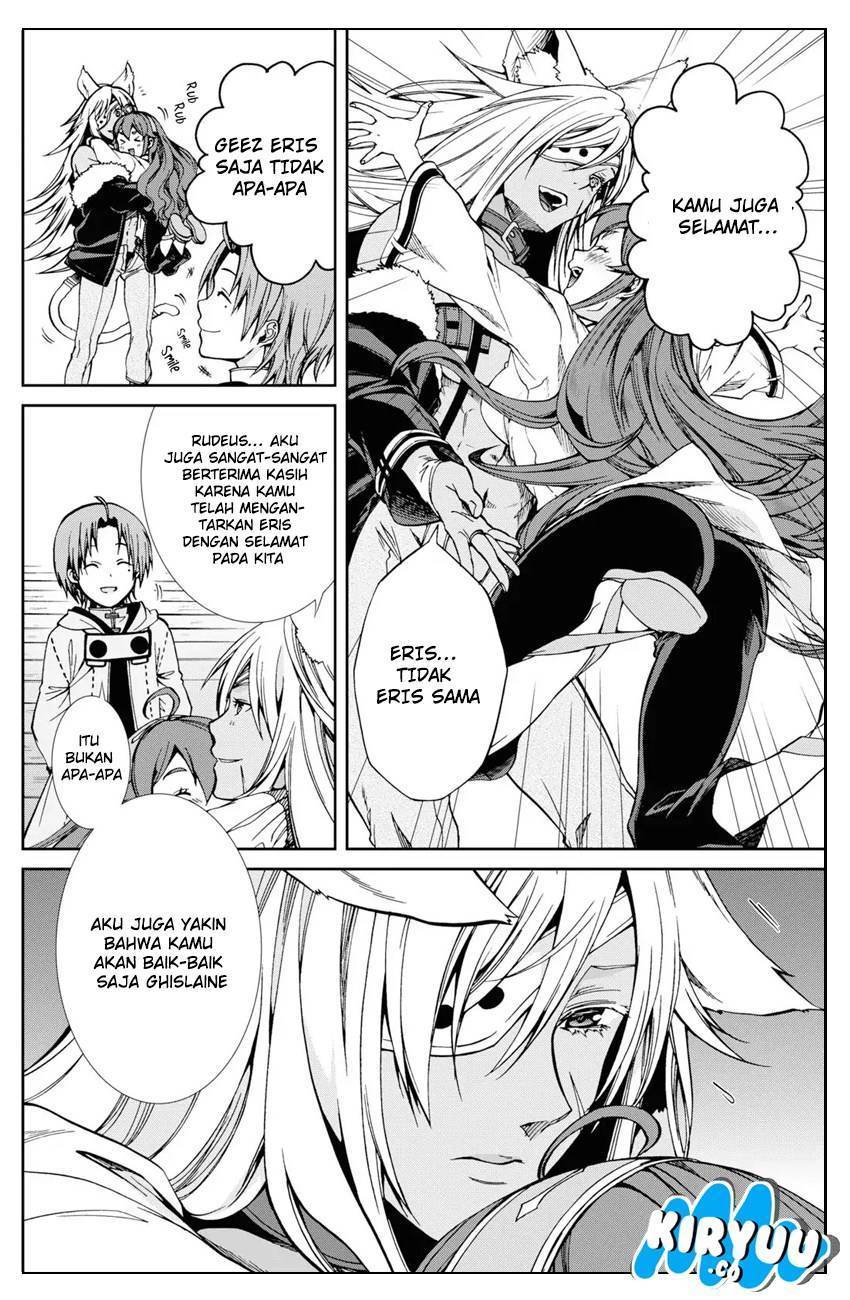 KAMU JUGA
SELAMAT...
ERIS...
TIDAK
ERIS SAMA
GEEZ ERIS
SAJA TIDAK
APA-APA
RUB
RUB
SMILE
SMILE
RUDEUS... AKU
JUGA SANGAT-SANGAT
BERTERIMA KASIH
KARENA KAMU
TELAH MENGAN-
TARKAN ERIS
DENGAN SELAMAT
PADA KITA
ITU
BUKAN
APA-APA
AKU JUGA YAKIN
BAHWA KAMU
AKAN BAIK-BAIK
SAJA GHISLAINE
KIRYUU
.CO